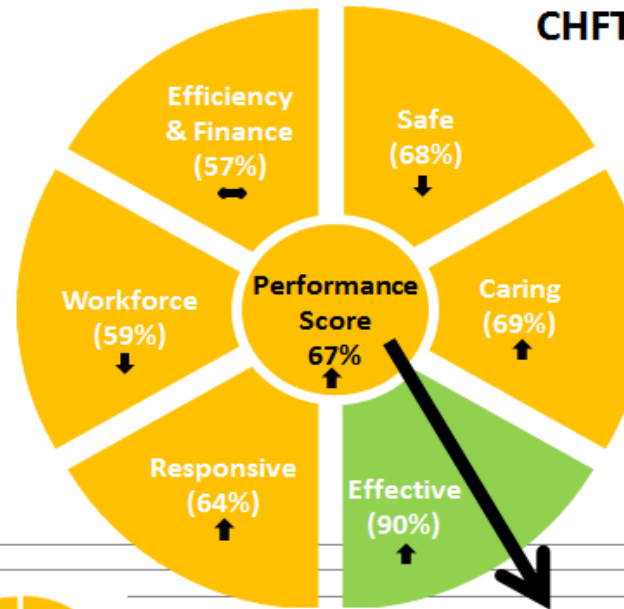 CHFT
Efficiency
& Finance
(57%)
Safe
(68%)
Workforce
(59%)
Performance
Score
67%
Caring
(69%)
Responsive
(64%)
Effective
(90%)